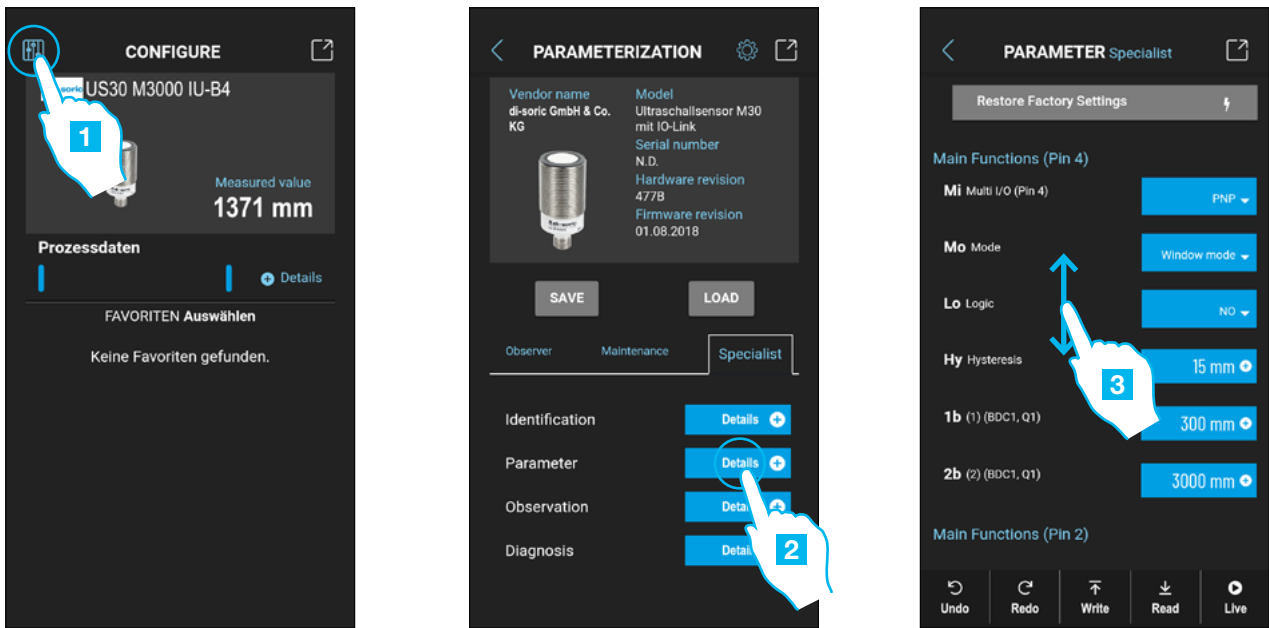 CONFIGURE
US30 M3000 IU-B4
1
Measured value
1371 mm
Prozessdaten
Details
FAVORITEN Auswählen
Keine Favoriten gefunden.
PARAMETERIZATION
Vendor name
di-soric GmbH & Co.
KG
Model
Ultraschallsensor M30
mit IO-Link
Serial number
N.D.
Hardware revision
477B
Firmware revision
01.08.2018
di-soric
SAVE LOAD
Observer Maintenance Specialist
Identification Details
Parameter Details
Observation
Diagnosis
2
PARAMETER Specialist
Restore Factory Settings
Main Functions (Pin 4)
Mi Multi I/O (Pin 4) PNP
Mo Mode Window mode
Lo Logic NO
Hy Hysteresis 15 mm
3
1b (1) (BDC1, Q1) 300 mm
2b (2) (BDC1, Q1) 3000 mm
Main Functions (Pin 2)
Undo Redo Write Read Live